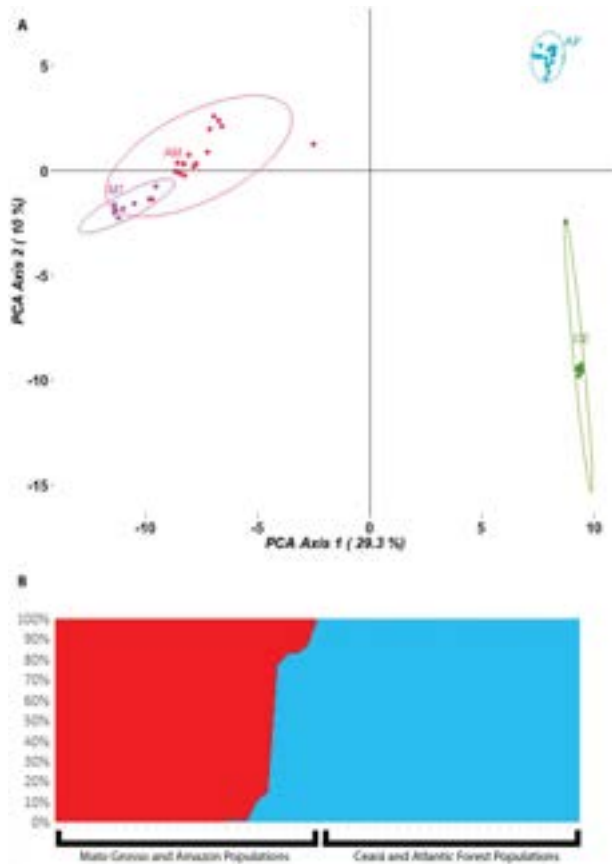 A
5
AF
AM
0
MT
PCA Axis 2 ( 10 %)
-5
CE
-10
-15
-10
-5
0
5
10
PCA Axis 1 ( 29.3 %)
B
100%
90%
80%
70%
60%
50%
40%
30%
20%
10%
0%
Mato Grosso and Amazon Populations
Ceará and Atlantic Forest Populations